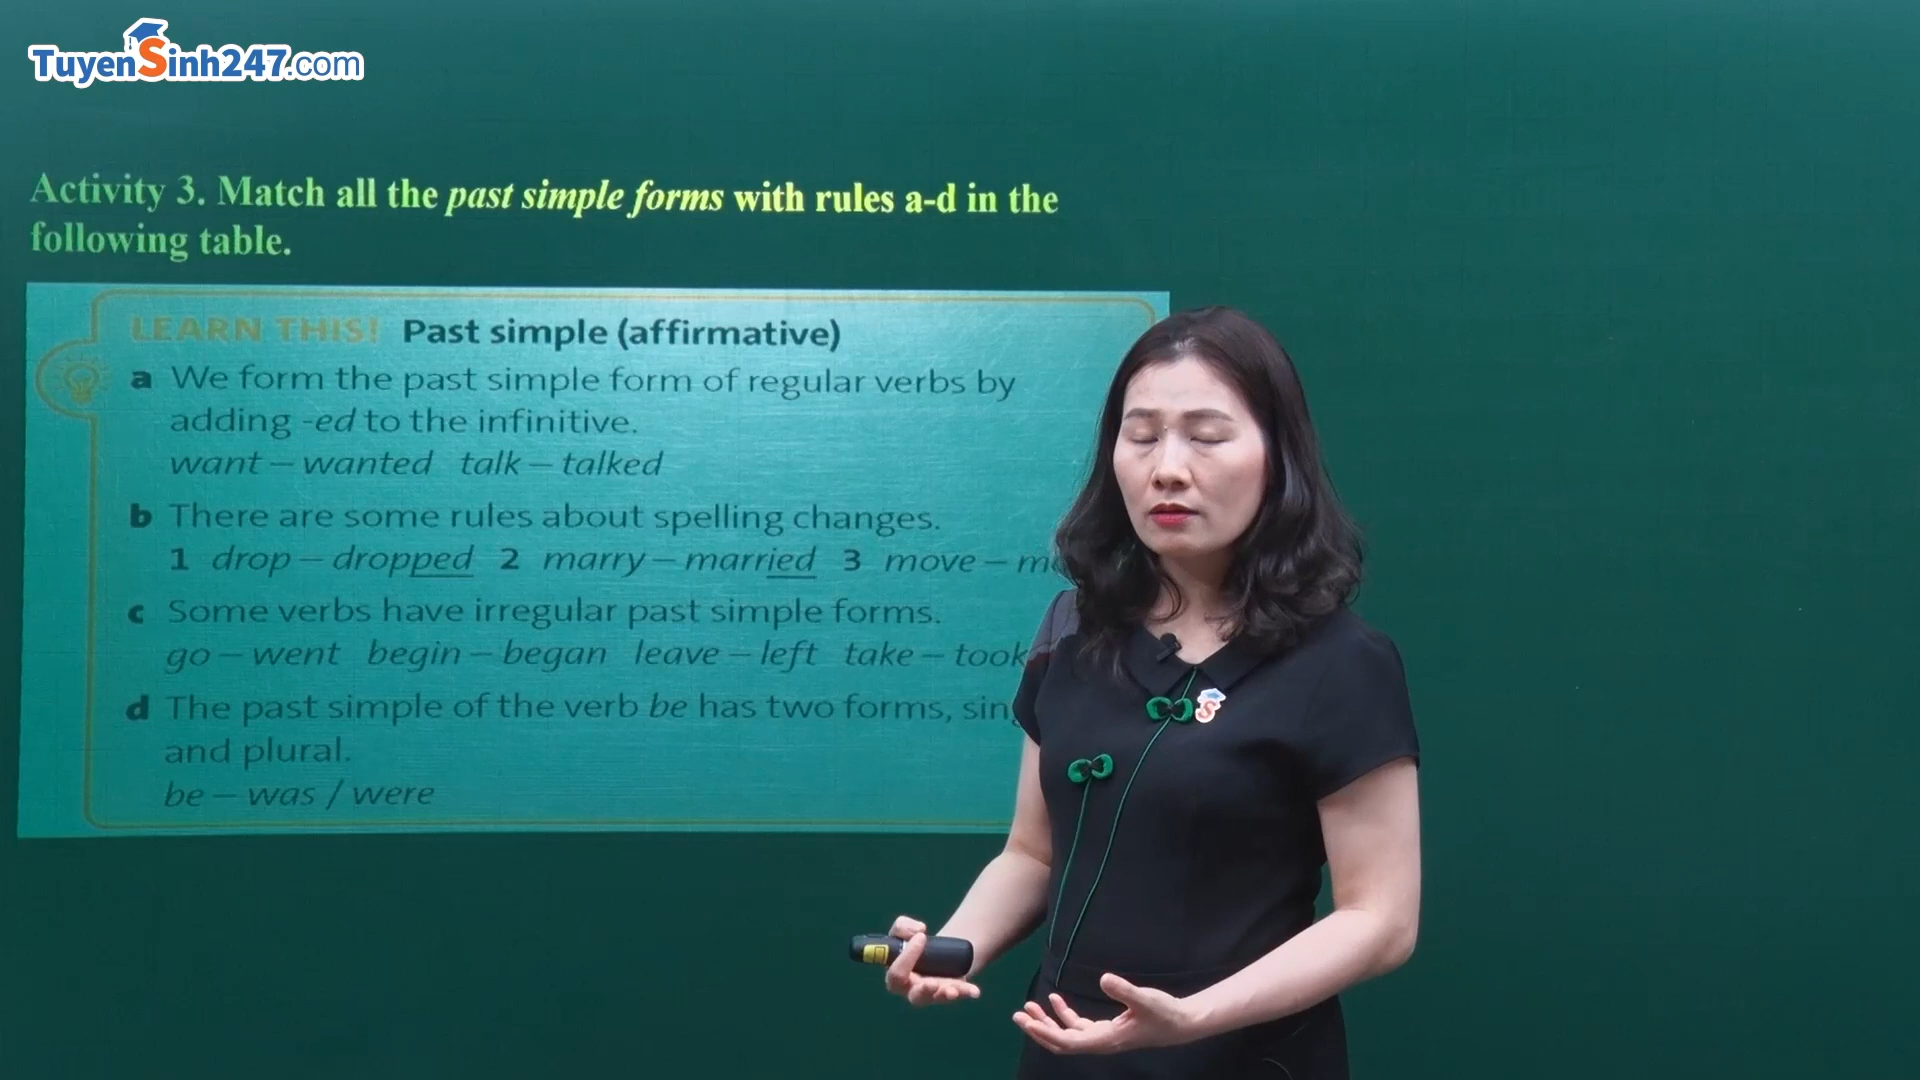 TuyenSinh247.com
Activity 3. Match all the past simple forms with rules a-d in the
following table.
LEARN THIS! Past simple (affirmative)
a We form the past simple form of regular verbs by
adding -ed to the infinitive.
want – wanted talk – talked
b There are some rules about spelling changes.
1 drop – dropped 2 marry – married 3 move –
c Some verbs have irregular past simple forms.
go – went begin – began leave – left take – took
d The past simple of the verb be has two forms,
and plural.
be – was / were